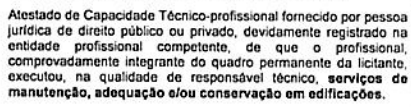 Atestado de Capacidade Técnico-profissional fornecido por pessoa
jurídica de direito público ou privado, devidamente registrado na
entidade profissional competente, de que o profissional,
comprovadamente integrante do quadro permanente da licitante,
executou, na qualidade de responsável técnico, serviços de
manutenção, adequação e/ou conservação em edificações.